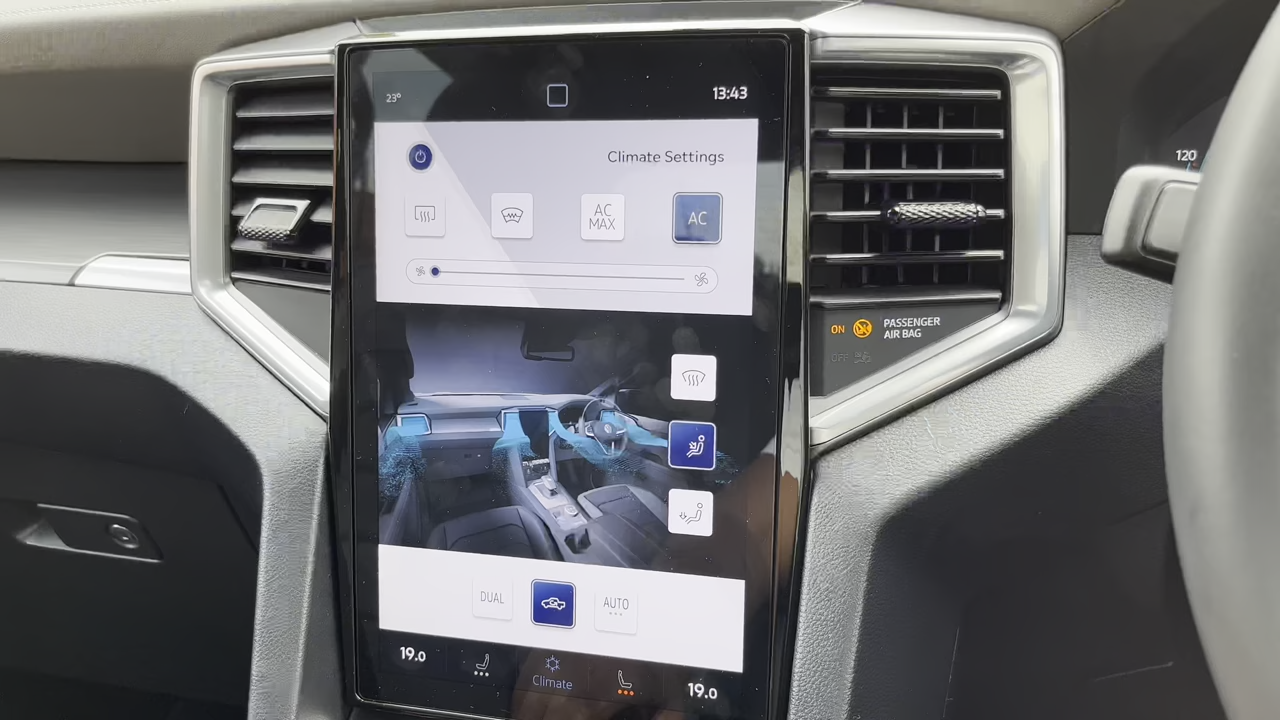 23°
13:43
Climate Settings
AC
MAX
AC
120
ON
PASSENGER
AIR BAG
OFF
DUAL
AUTO
19.0
Climate
19.0